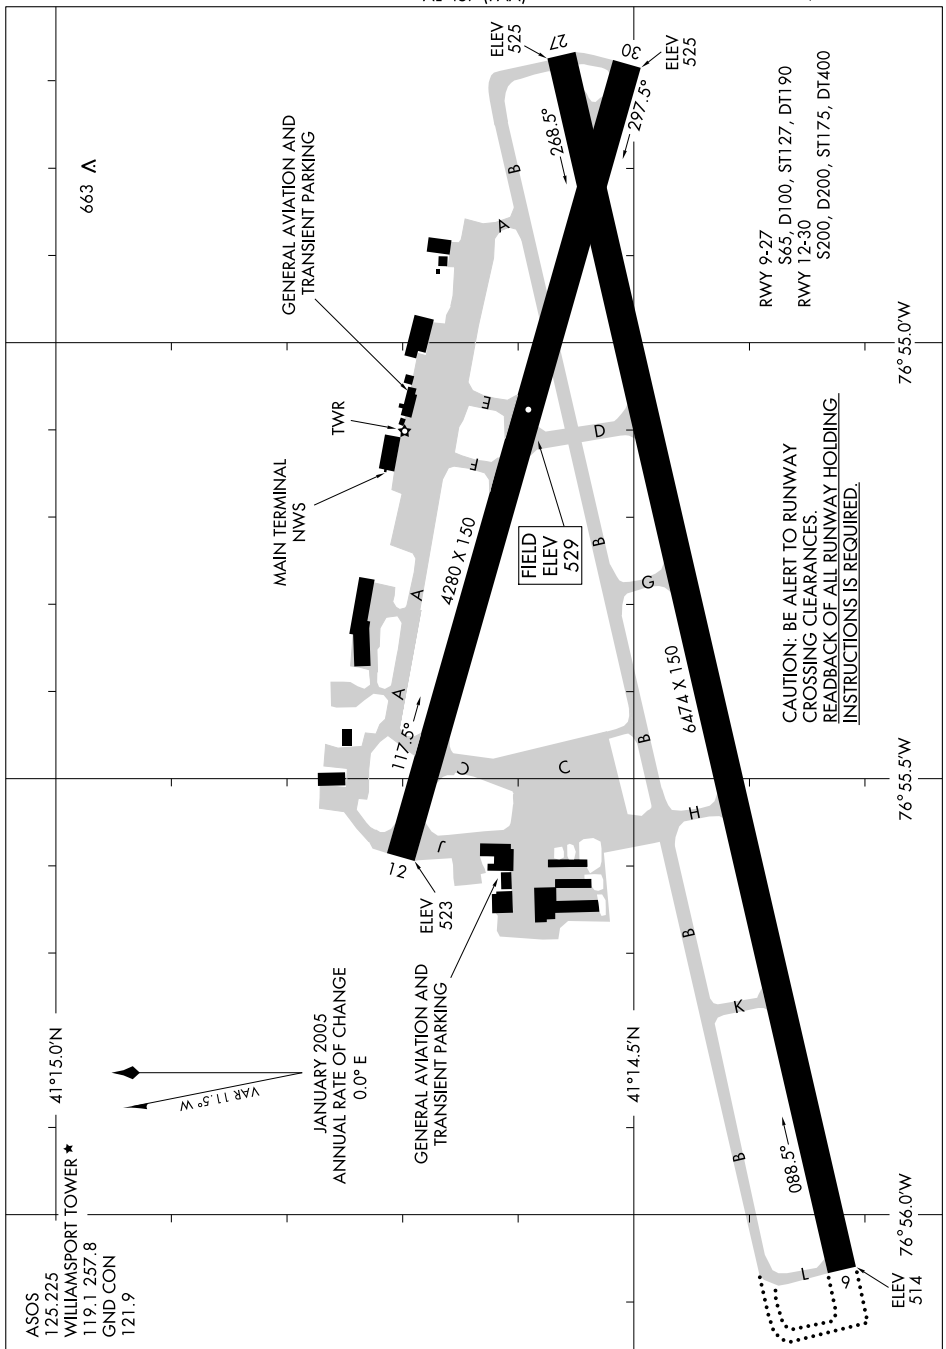 ASOS
125.225
WILLIAMSPORT TOWER ★
119.1 257.8
GND CON
121.9
41°15.0'N
VAR 11.5° W
JANUARY 2005
ANNUAL RATE OF CHANGE
0.0° E
663
GENERAL AVIATION AND
TRANSIENT PARKING
TWR
MAIN TERMINAL
NWS
ELEV
525
27
30
ELEV
525
268.5°
297.5°
B
A
E
F
D
A
4280 X 150
FIELD
ELEV
529
B
G
A
117.5°
C
C
B
H
J
12
ELEV
523
GENERAL AVIATION AND
TRANSIENT PARKING
6474 X 150
B
K
B
088.5°
L
9
ELEV
514
41°14.5'N
RWY 9-27
S65, D100, ST127, DT190
RWY 12-30
S200, D200, ST175, DT400
CAUTION: BE ALERT TO RUNWAY
CROSSING CLEARANCES.
READBACK OF ALL RUNWAY HOLDING
INSTRUCTIONS IS REQUIRED.
76°56.0'W
76°55.5'W
76°55.0'W